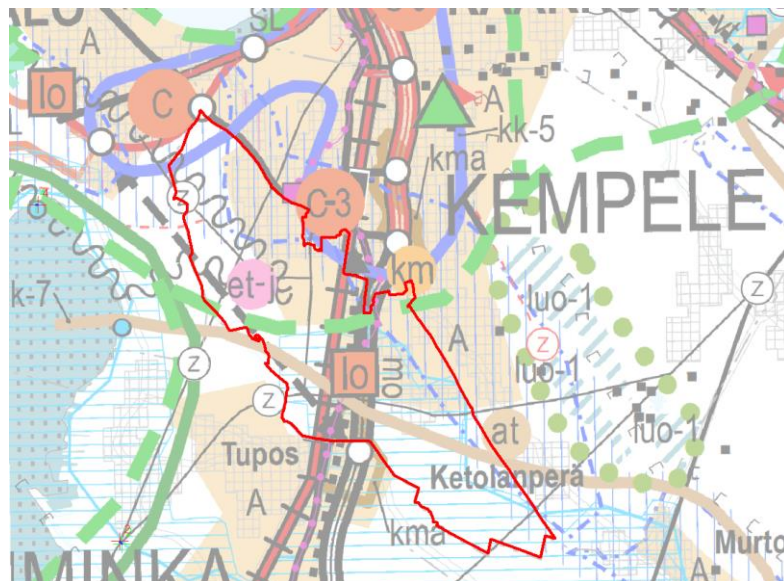 SL
A
lo
C
A
kk-5
kma
C-3
KEMPELE
km
et-j
k-7
luo-1
Z
Z
A
Z
luo-1
Z
lo
mo
Z
at
luo-1
Tupos
Ketolanperä
A
kma
Murto
A
MINKA